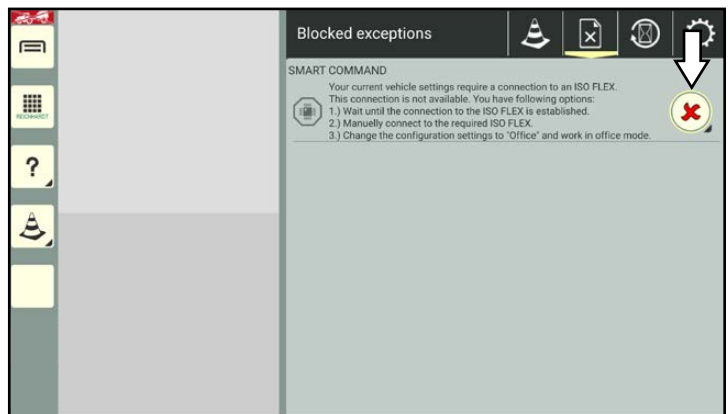 Blocked exceptions
SMART COMMAND
Your current vehicle settings require a connection to an ISO FLEX.
This connection is not available. You have following options:
1.) Wait until the connection to the ISO FLEX is established.
2.) Manuelly connect to the required ISO FLEX.
3.) Change the configuration settings to "Office" and work in office mode.
REICHHARDT
?